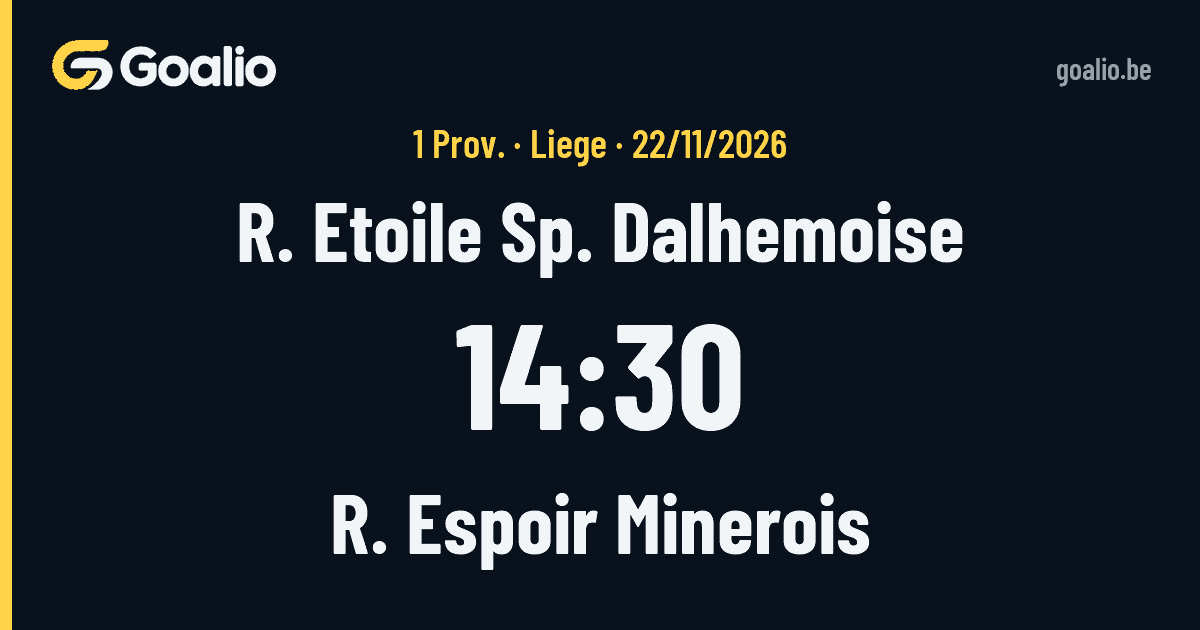 Goalio
goalio.be
1 Prov. · Liege · 22/11/2026
R. Etoile Sp. Dalhemoise
14:30
R. Espoir Minerois